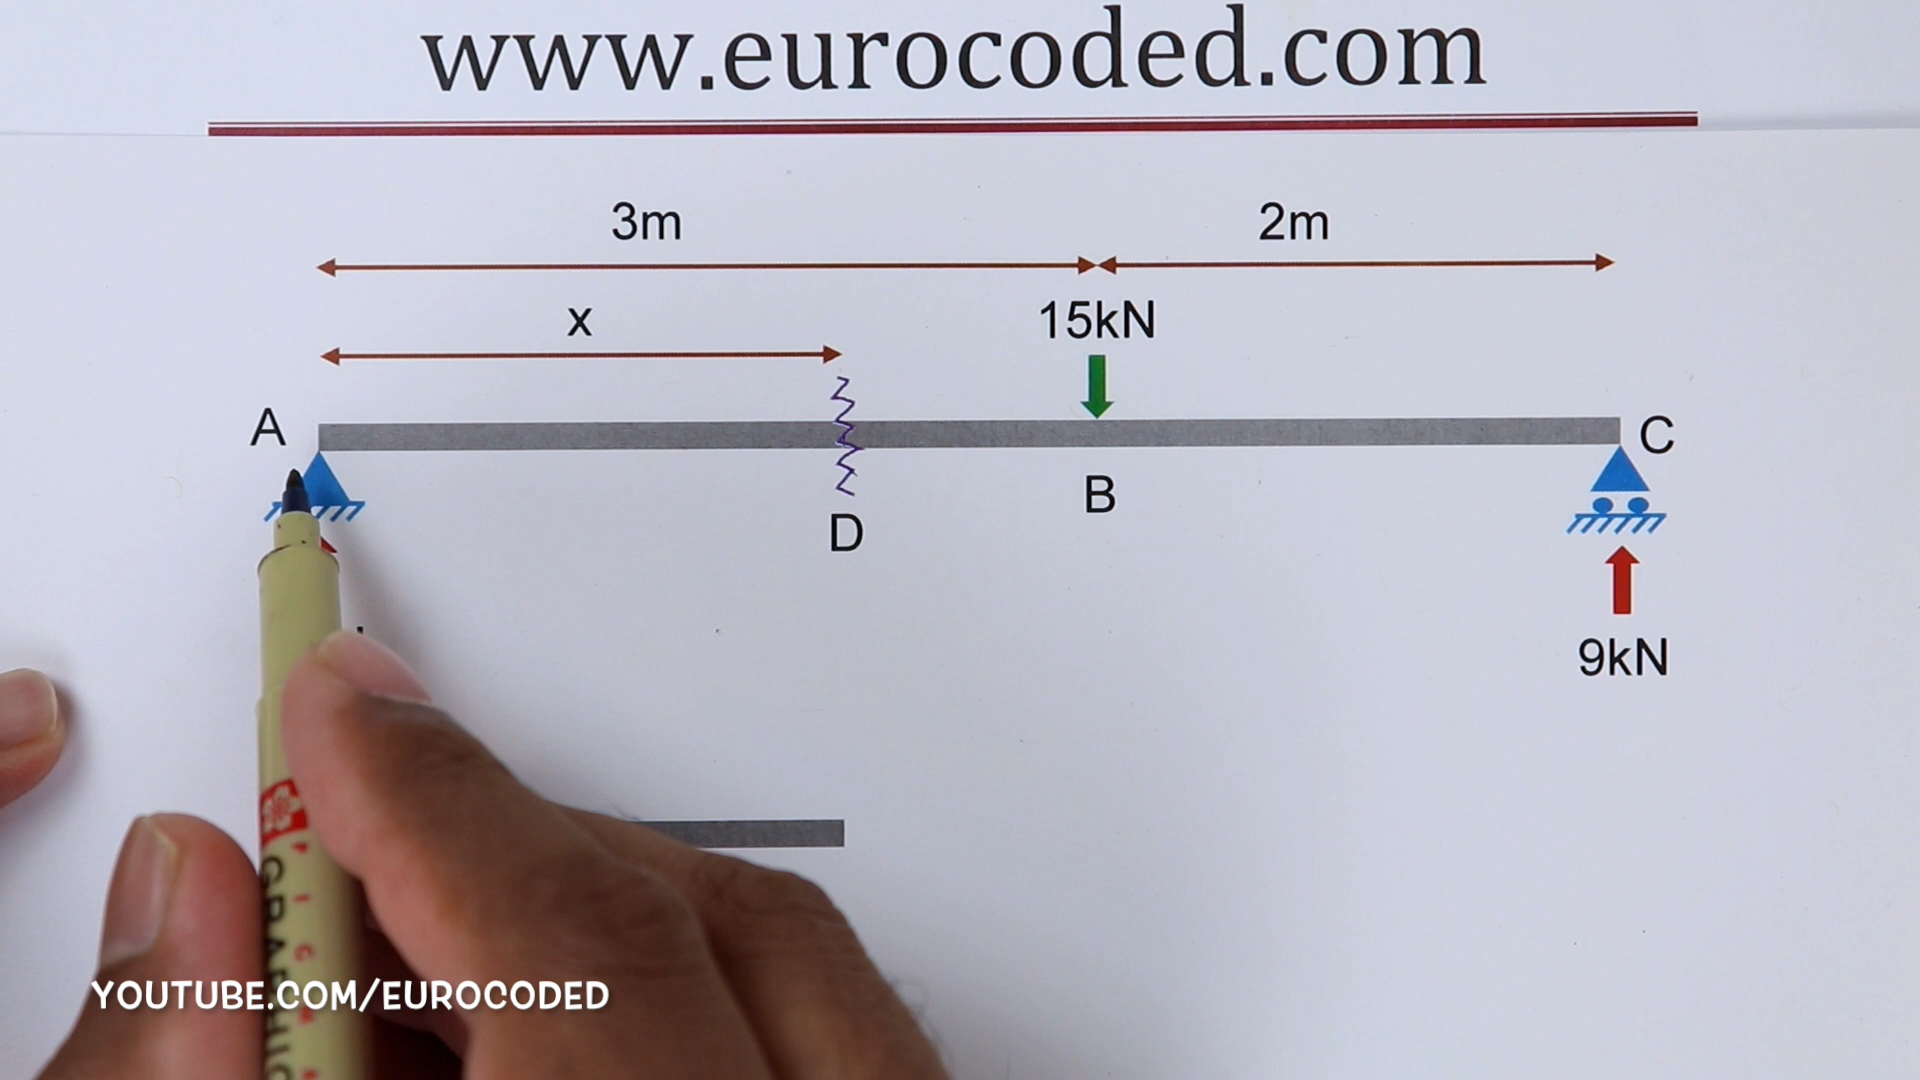 www.eurocoded.com
3m 2m
x 15kN
A C
B
D
9kN
YOUTUBE.COM/EUROCODED